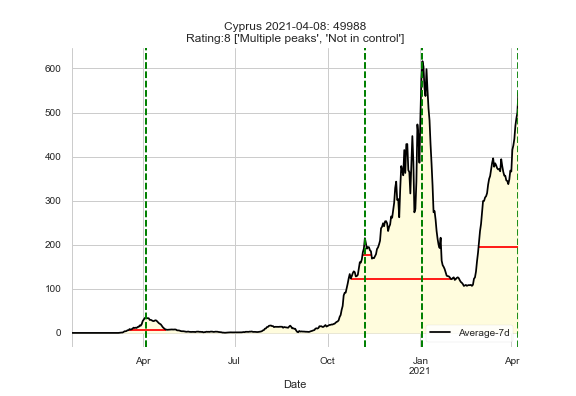 Cyprus 2021-04-08: 49988
Rating:8 ['Multiple peaks', 'Not in control']
600
500
400
300
200
100
0
Average-7d
Apr Jul Oct Jan Apr
2021
Date